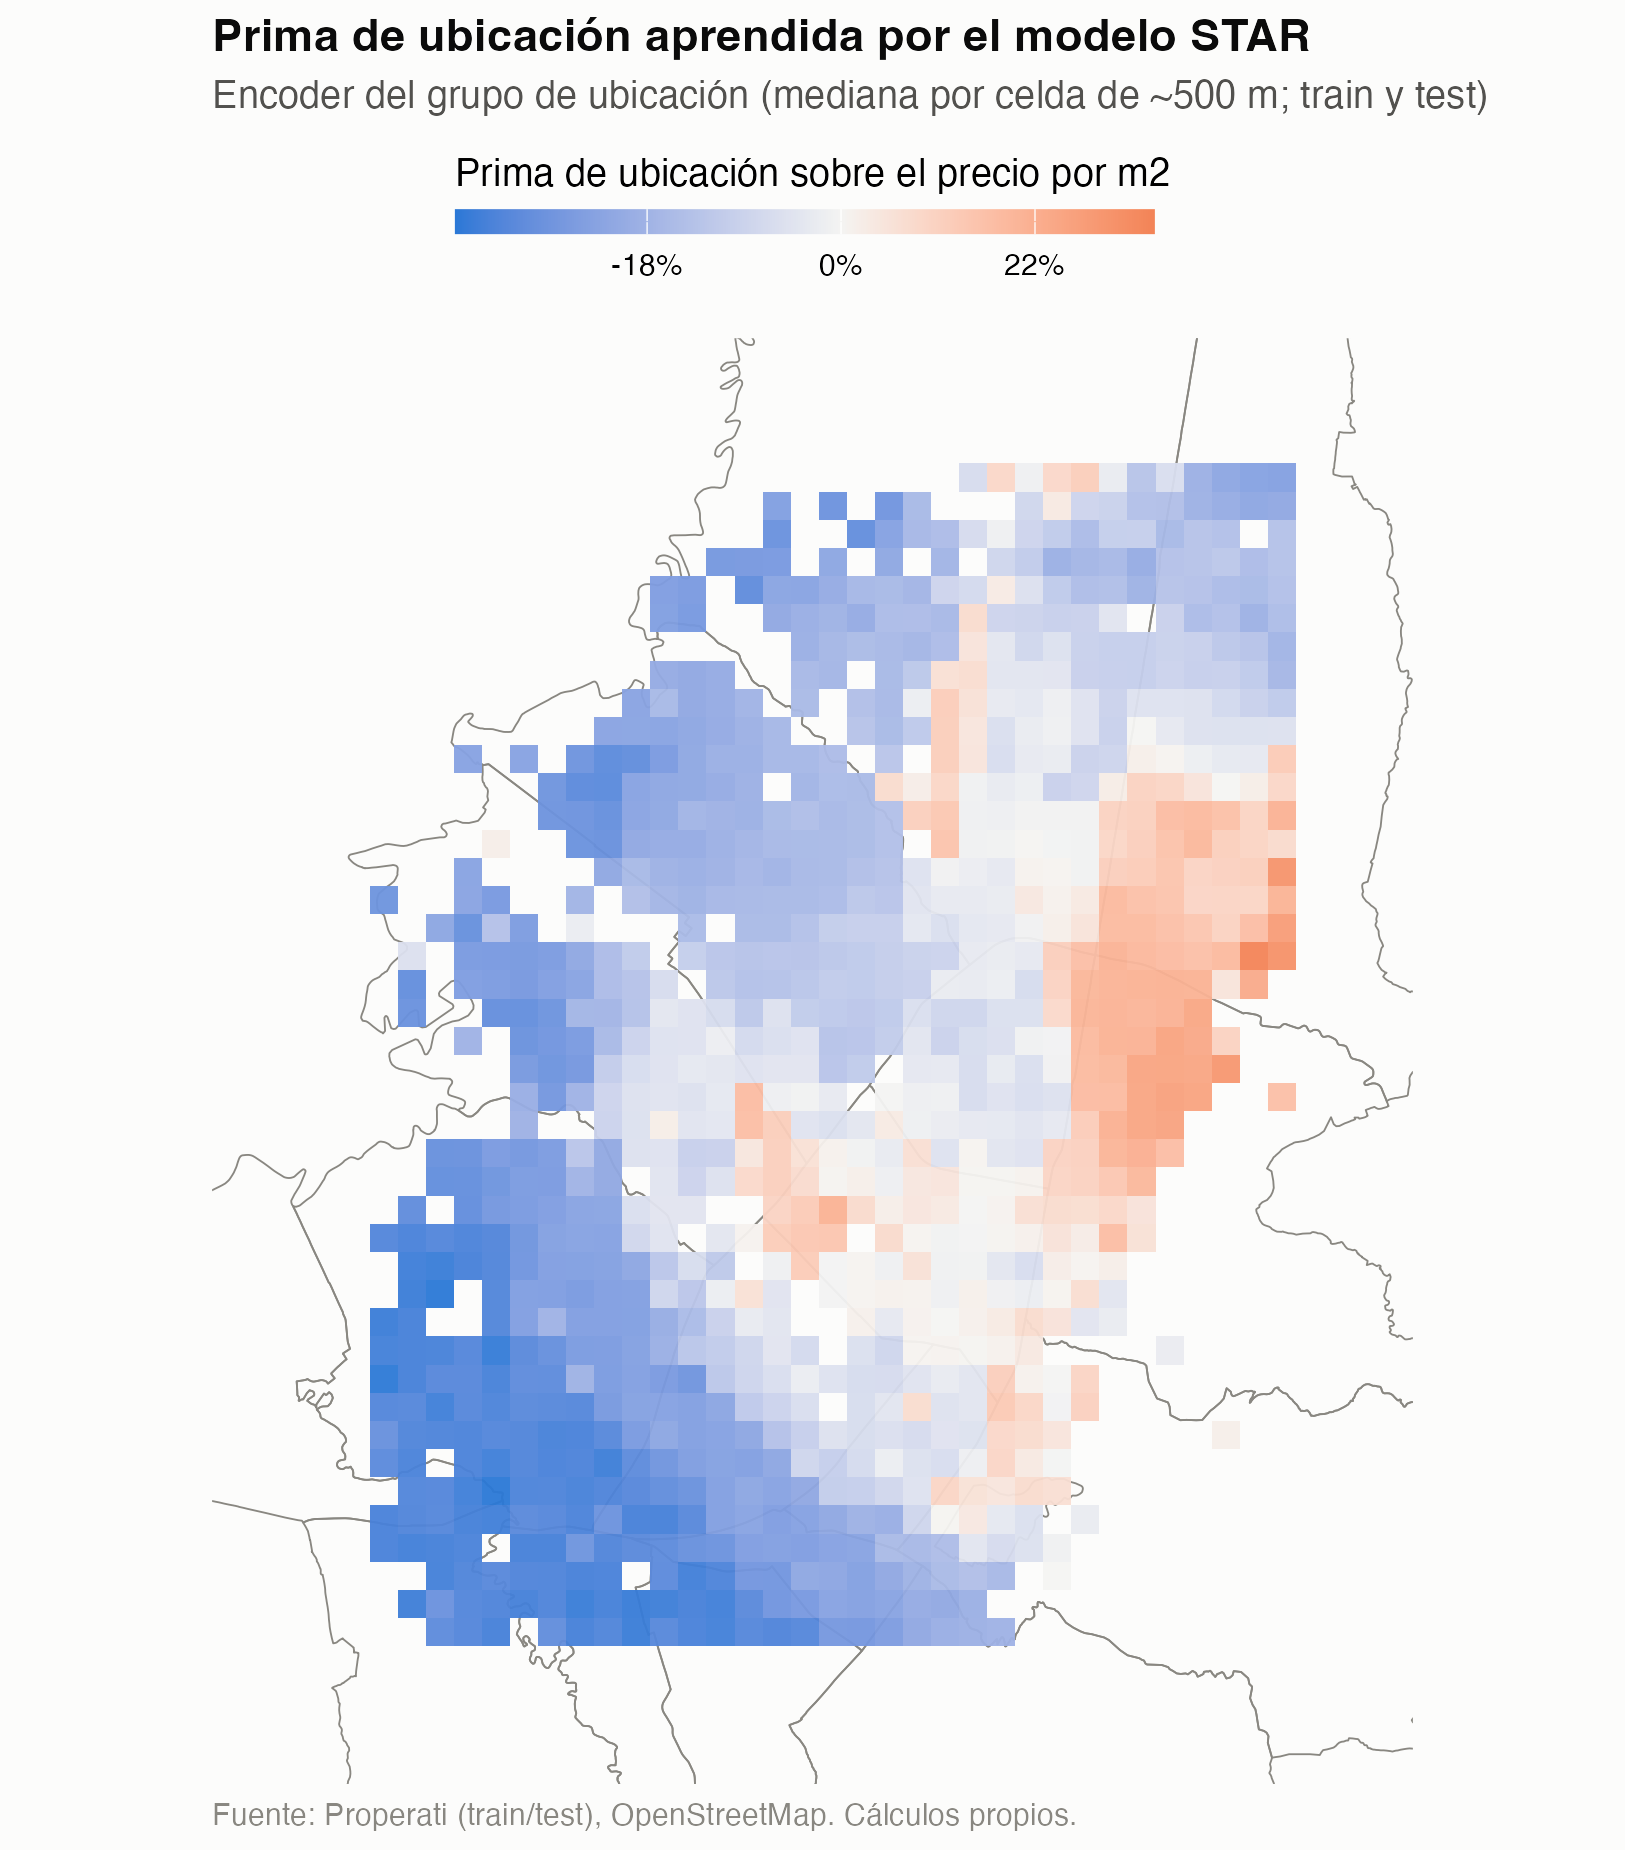 Prima de ubicación aprendida por el modelo STAR
Encoder del grupo de ubicación (mediana por celda de ~500 m; train y test)
Prima de ubicación sobre el precio por m2
-18% 0% 22%
Fuente: Properati (train/test), OpenStreetMap. Cálculos propios.